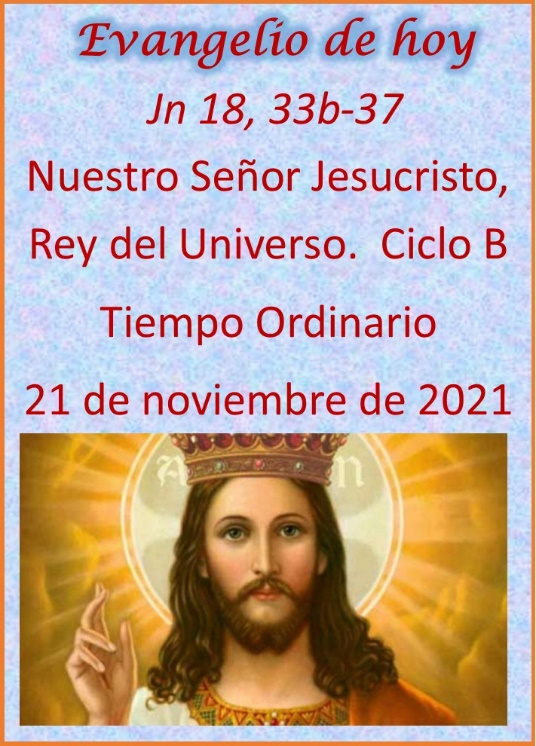 Evangelio de hoy
Jn 18, 33b-37
Nuestro Señor Jesucristo,
Rey del Universo. Ciclo B
Tiempo Ordinario
21 de noviembre de 2021